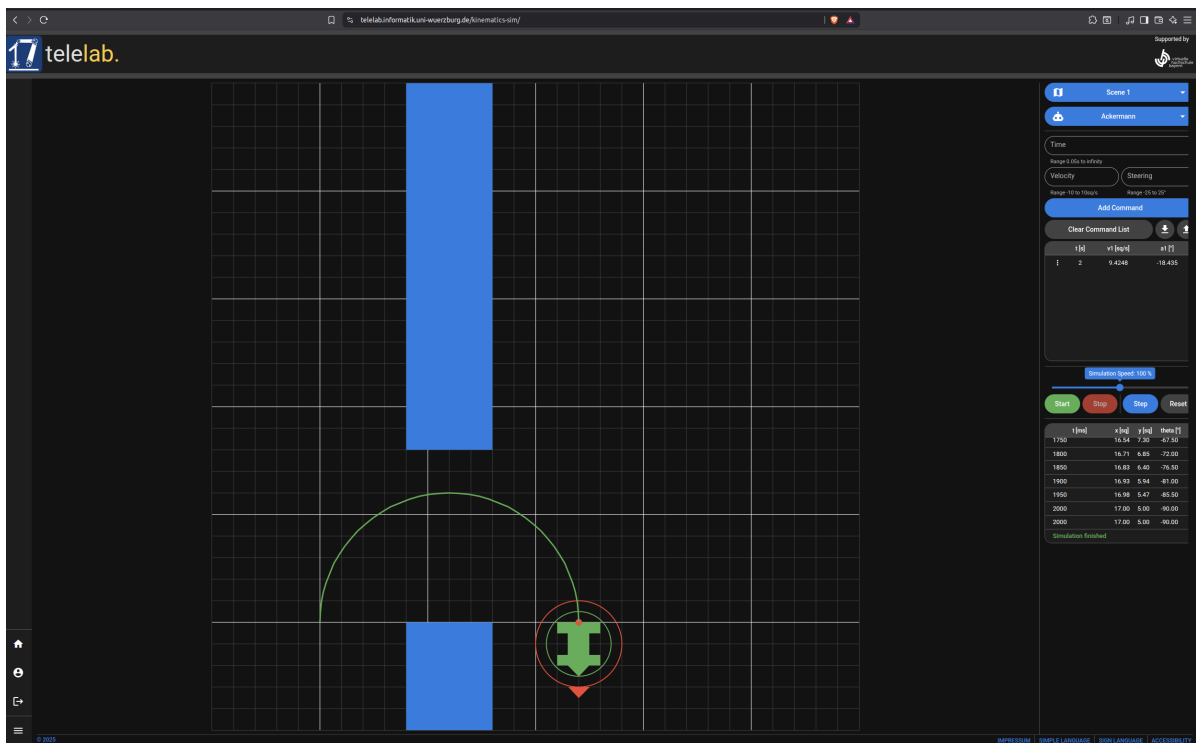 telelab.informatik.uni-wuerzburg.de/kinematics-sim/
17 telelab.
Supported by
virtuelle
hochschule
bayern
Scene 1
Ackermann
Time
Range 0.05s to infinity
Velocity Steering
Range -10 to 10sq/s Range -25 to 25°
Add Command
Clear Command List
t [s] v1 [sq/s] a1 [°]
2 9.4248 -18.435
Simulation Speed: 100 %
Start Stop Step Reset
t [ms] x [sq] y [sq] theta [°]
1750 16.54 7.30 -67.50
1800 16.71 6.85 -72.00
1850 16.83 6.40 -76.50
1900 16.93 5.94 -81.00
1950 16.98 5.47 -85.50
2000 17.00 5.00 -90.00
2000 17.00 5.00 -90.00
Simulation finished
© 2025
IMPRESSUM SIMPLE LANGUAGE SIGN LANGUAGE ACCESSIBILITY